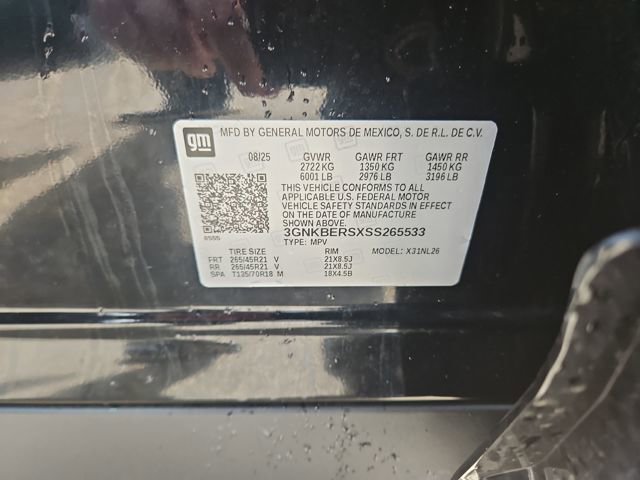 gm MFD BY GENERAL MOTORS DE MEXICO, S. DE R.L. DE C.V.
08/25 GVWR GAWR FRT GAWR RR
2722 KG 1350 KG 1450 KG
6001 LB 2976 LB 3196 LB
THIS VEHICLE CONFORMS TO ALL
APPLICABLE U.S. FEDERAL MOTOR
VEHICLE SAFETY STANDARDS IN
EFFECT ON THE DATE OF MANUFACTURE
SHOWN ABOVE.
3GNKBERSXSS265533
TYPE: MPV MODEL: X31NL26
TIRE SIZE RIM
FRT 265/45R21 V 21X8.5J
RR 265/45R21 V 21X8.5J
SPA T135/70R18 M 18X4.5B